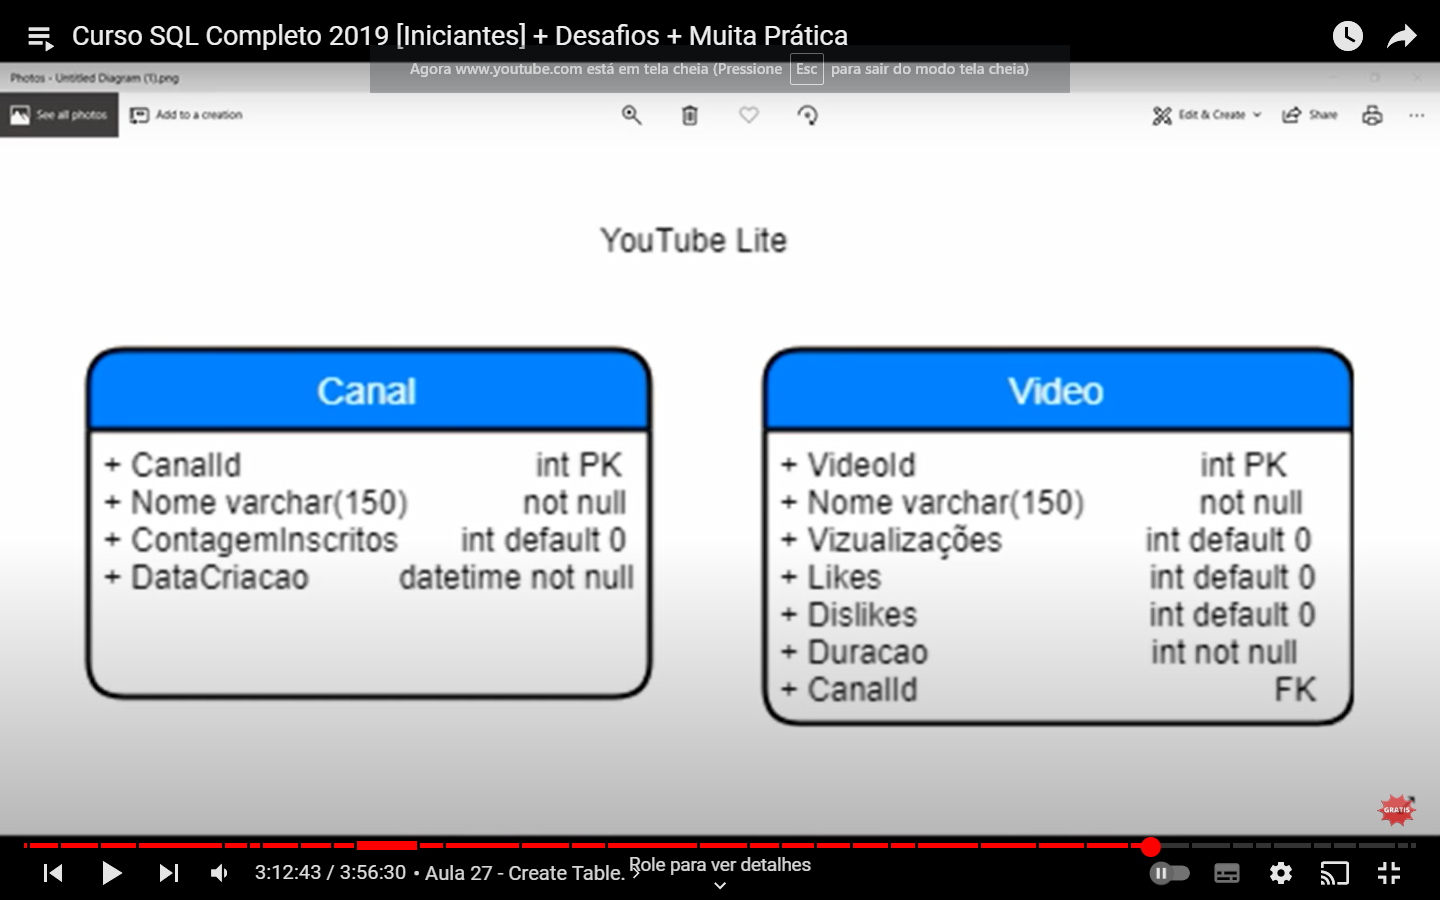 Curso SQL Completo 2019 [Iniciantes] + Desafios + Muita Prática
Agora www.youtube.com está em tela cheia (Pressione Esc para sair do modo tela cheia)
Photos - Untitled Diagram (1).png
See all photos
Add to a creation
Edit & Create
Share
YouTube Lite
Canal
+ CanalId int PK
+ Nome varchar(150) not null
+ ContagemInscritos int default 0
+ DataCriacao datetime not null
Video
+ VideoId int PK
+ Nome varchar(150) not null
+ Vizualizações int default 0
+ Likes int default 0
+ Dislikes int default 0
+ Duracao int not null
+ CanalId FK
GRATIS
3:12:43 / 3:56:30 • Aula 27 - Create Table.
Role para ver detalhes